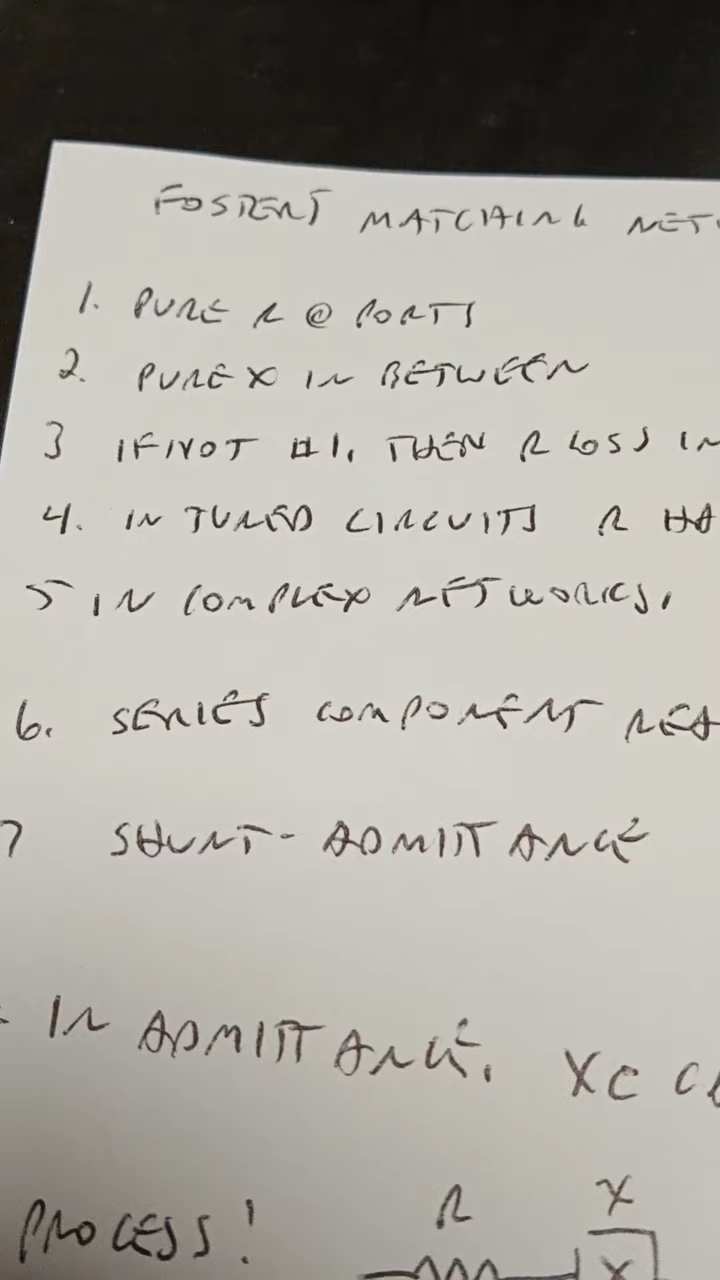 FOSTENT MATCHING NET
1. PURE R @ PORTS
2. PURE X IN BETWEEN
3 IF NOT #1, THEN R LOSS IN
4. IN TUNED CIRCUITS R HA
5 IN COMPLEX NETWORKS,
6. SERIES COMPONENT REA
7 SHUNT - ADMITTANCE
- IN ADMITTANCE, XC
PROCESS! R X
X